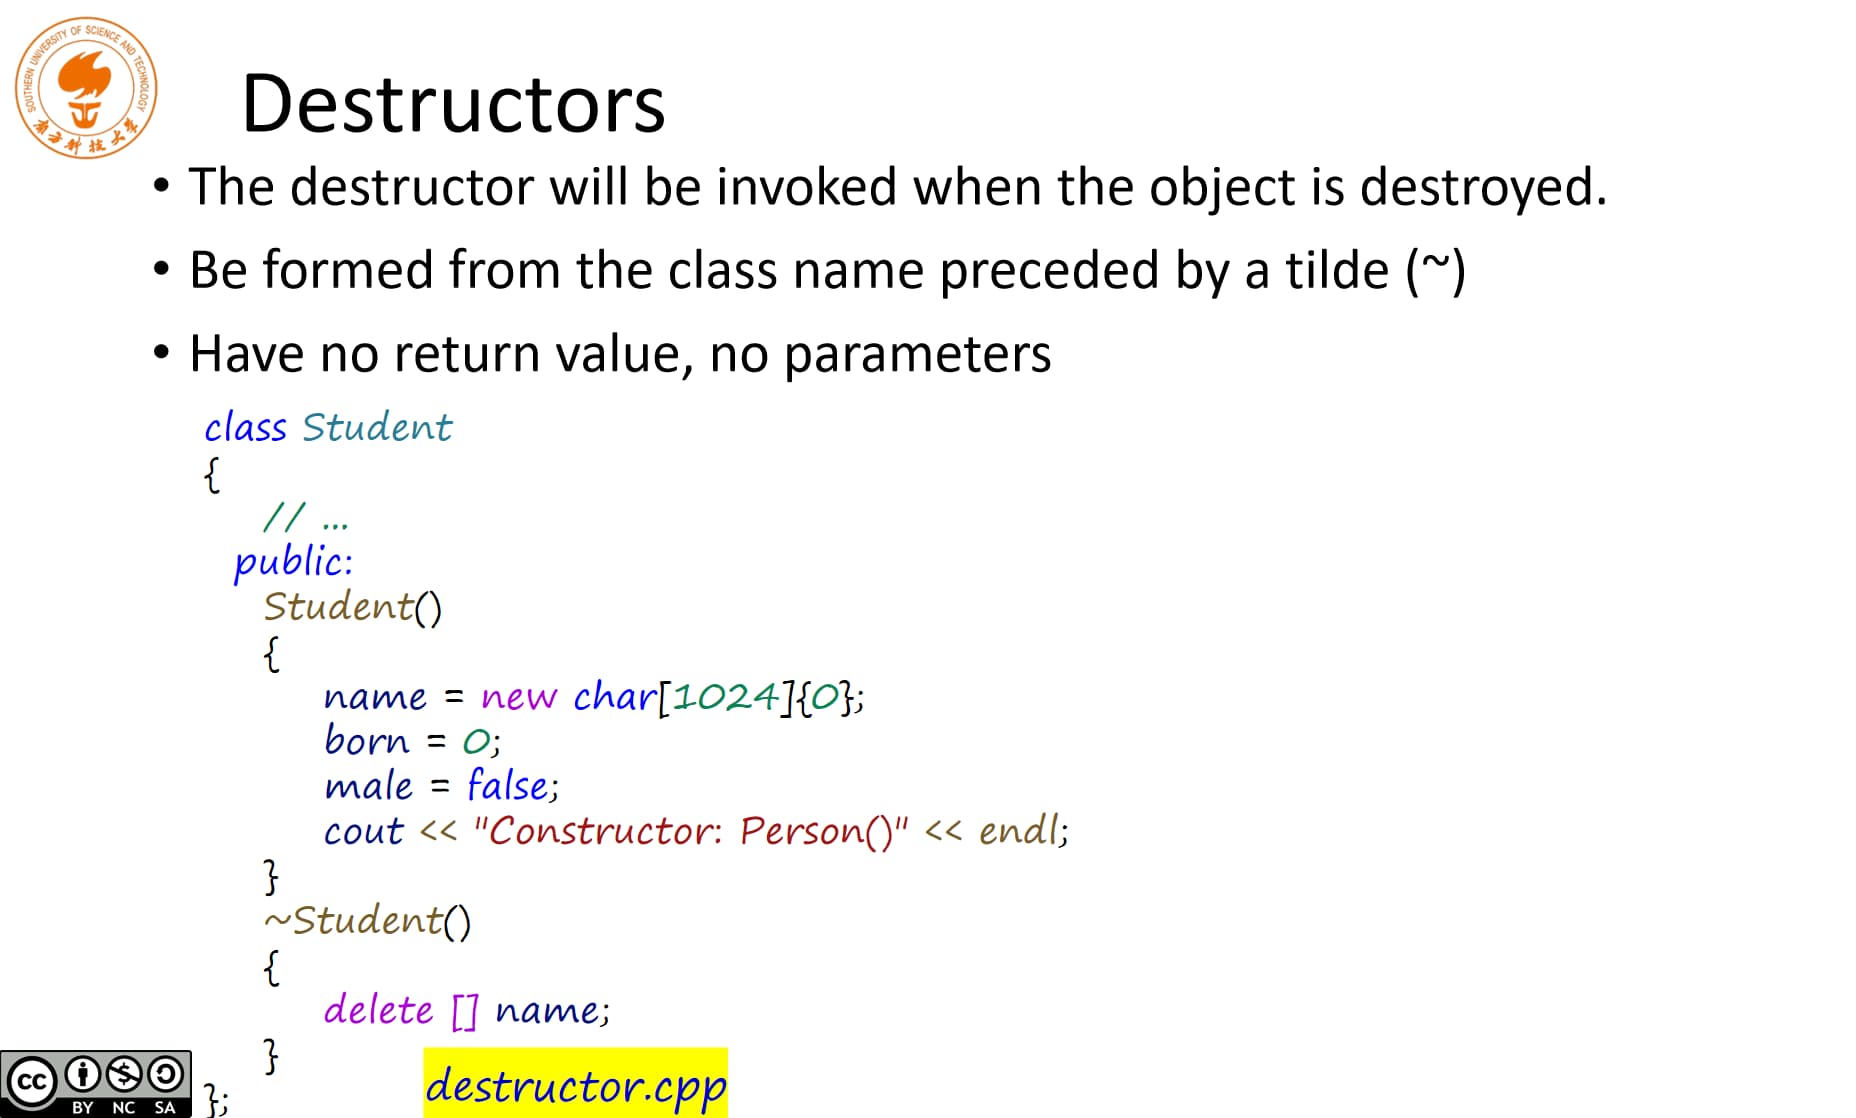 SOUTHERN UNIVERSITY OF SCIENCE AND TECHNOLOGY
南方科技大学
Destructors
• The destructor will be invoked when the object is destroyed.
• Be formed from the class name preceded by a tilde (~)
• Have no return value, no parameters
class Student
{
// ...
public:
Student()
{
name = new char[1024]{0};
born = 0;
male = false;
cout << "Constructor: Person()" << endl;
}
~Student()
{
delete [] name;
}
};
destructor.cpp
cc
BY NC SA